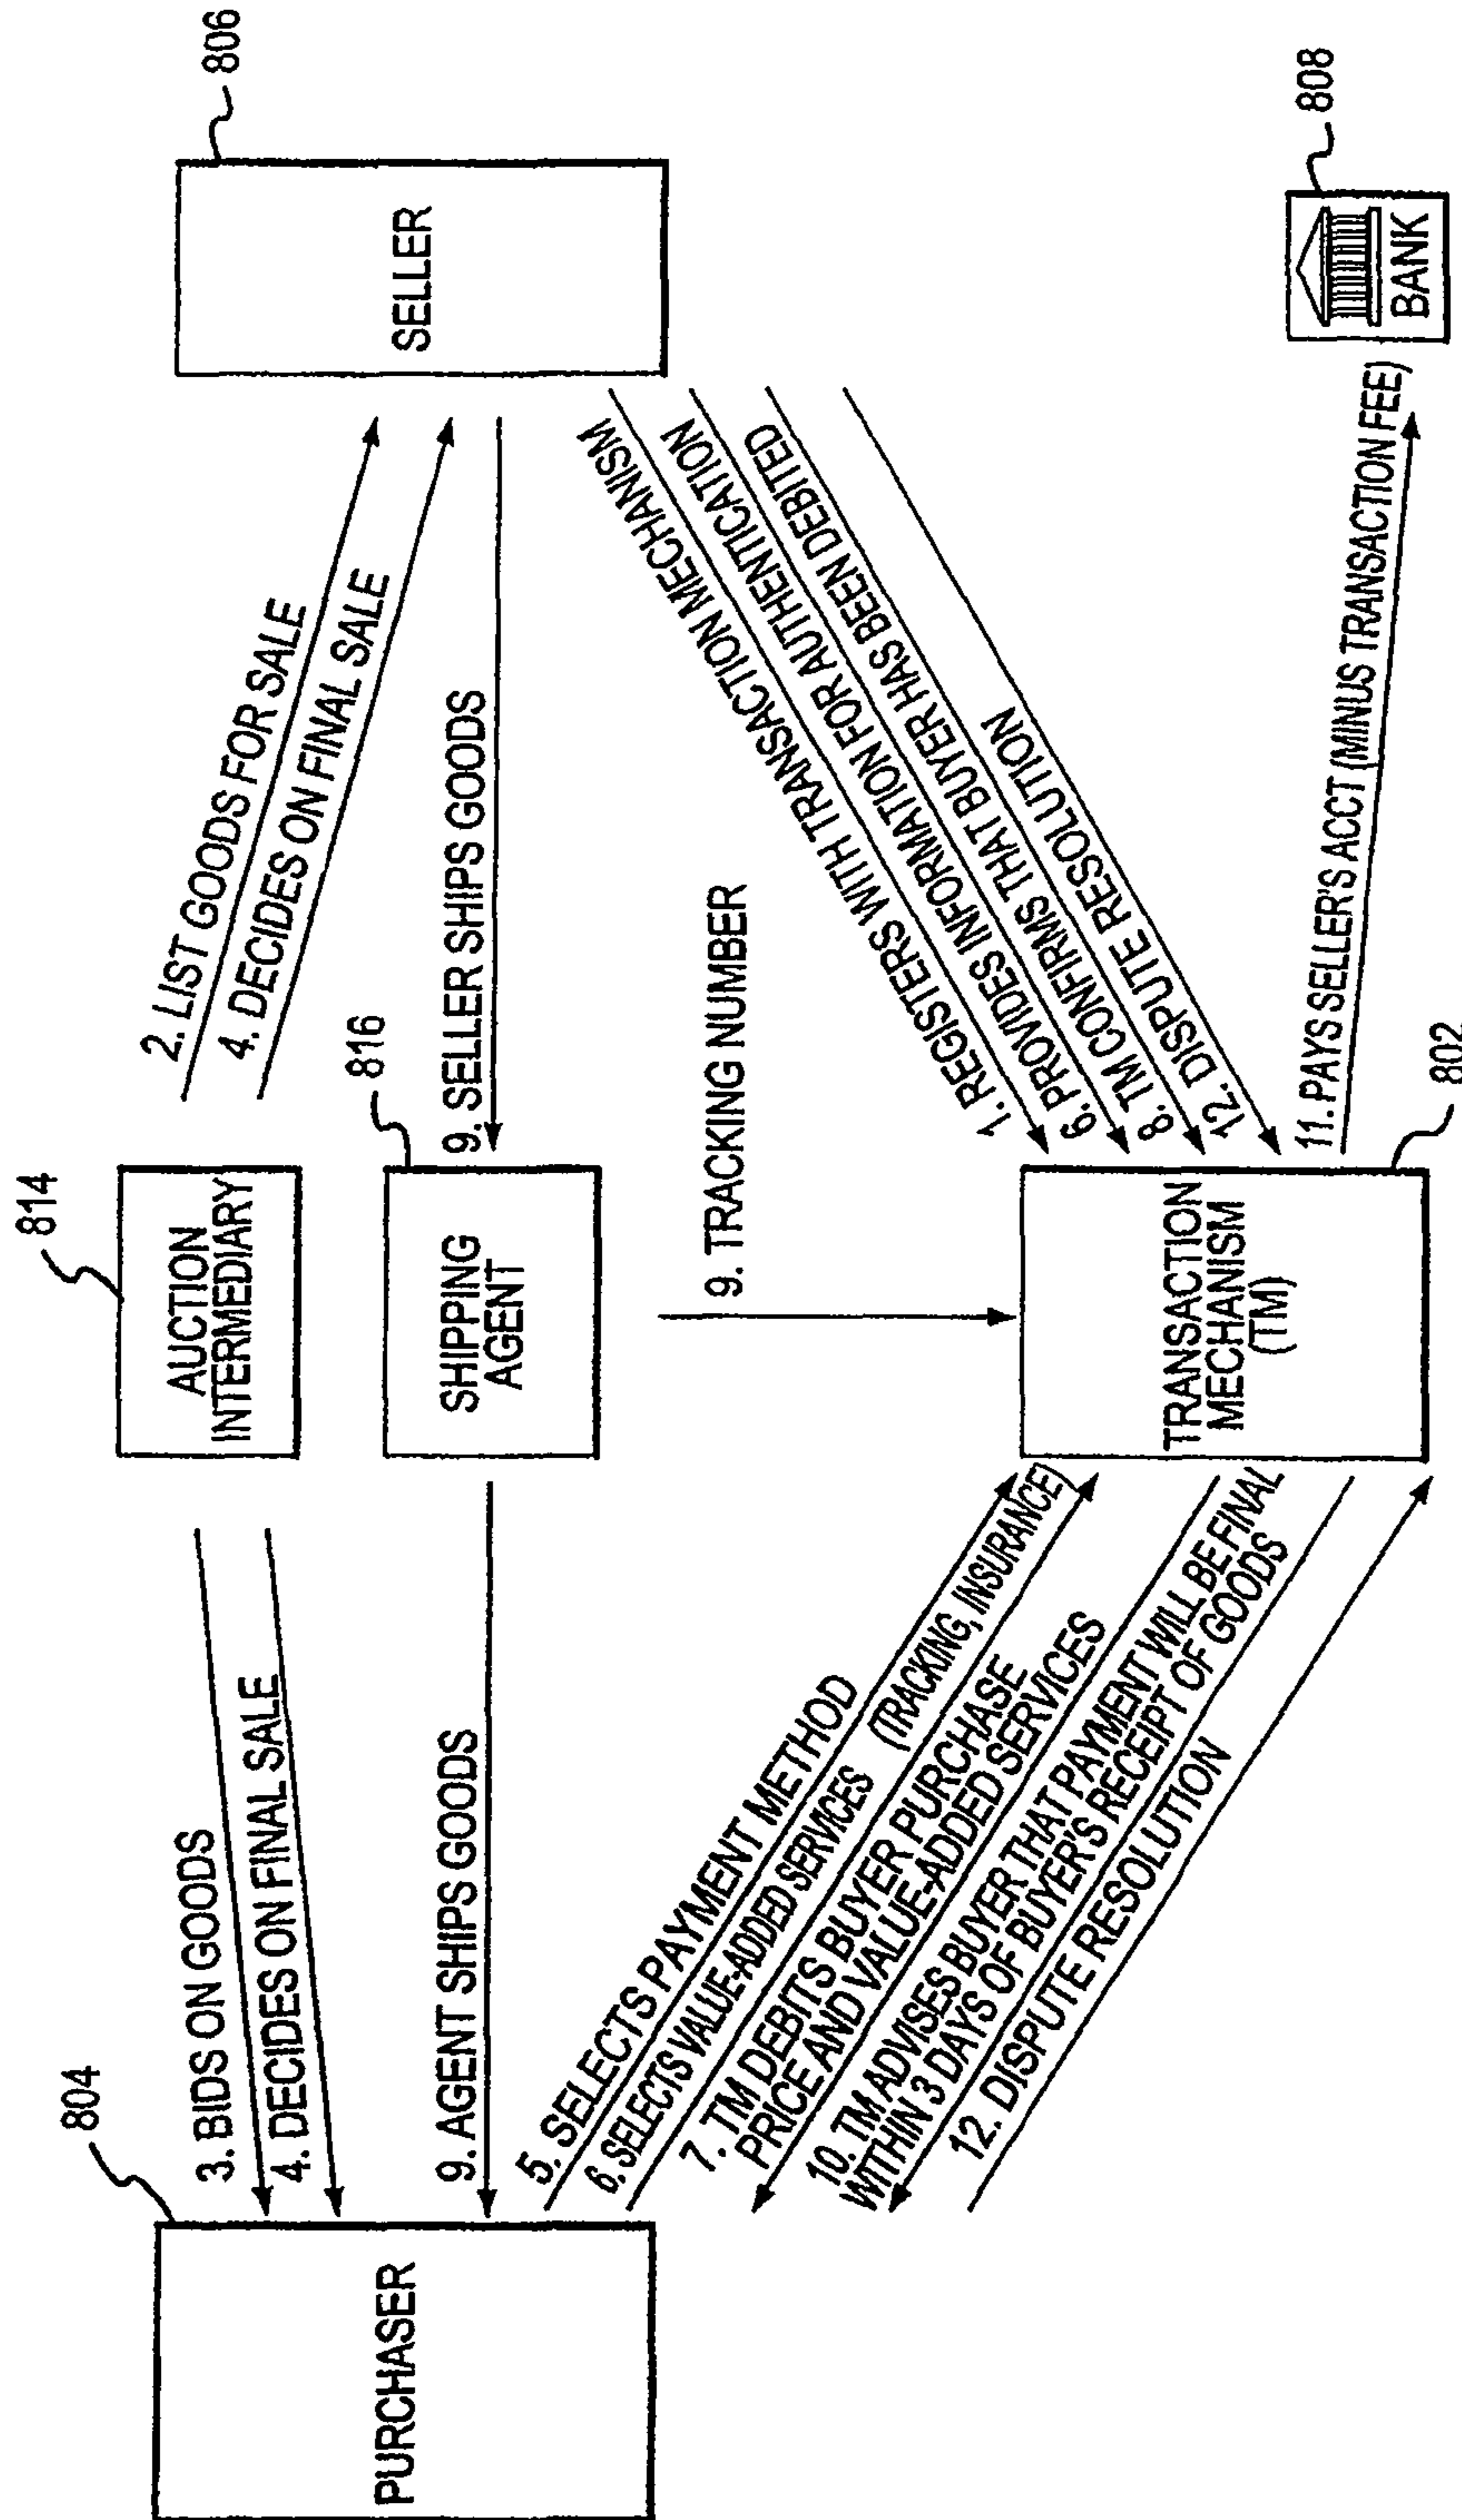 814
804
806
AUCTION
INTERMEDIARY
3. BIDS ON GOODS
4. DECIDES ON FINAL SALE
2. LIST GOODS FOR SALE
4. DECIDES ON FINAL SALE
PURCHASER
SELLER
816
SHIPPING
AGENT
9. AGENT SHIPS GOODS
9. SELLER SHIPS GOODS
9. TRACKING NUMBER
5. SELECTS PAYMENT METHOD
6. SELECTS VALUE-ADDED SERVICES (TRACKING, INSURANCE)
7. TM DEBITS BUYER PURCHASE
PRICE AND VALUE-ADDED SERVICES
10. TM ADVISES BUYER THAT PAYMENT WILL BE FINAL
WITHIN 3 DAYS OF BUYER'S RECEIPT OF GOODS
12. DISPUTE RESOLUTION
1. REGISTERS WITH TRANSACTION MECHANISM
6. PROVIDES INFORMATION FOR AUTHENTICATION
8. TM CONFIRMS THAT BUYER HAS BEEN DEBITED
12. DISPUTE RESOLUTION
TRANSACTION
MECHANISM
(TM)
11. PAYS SELLER'S ACCT (MINUS TRANSACTION FEE)
808
BANK
802